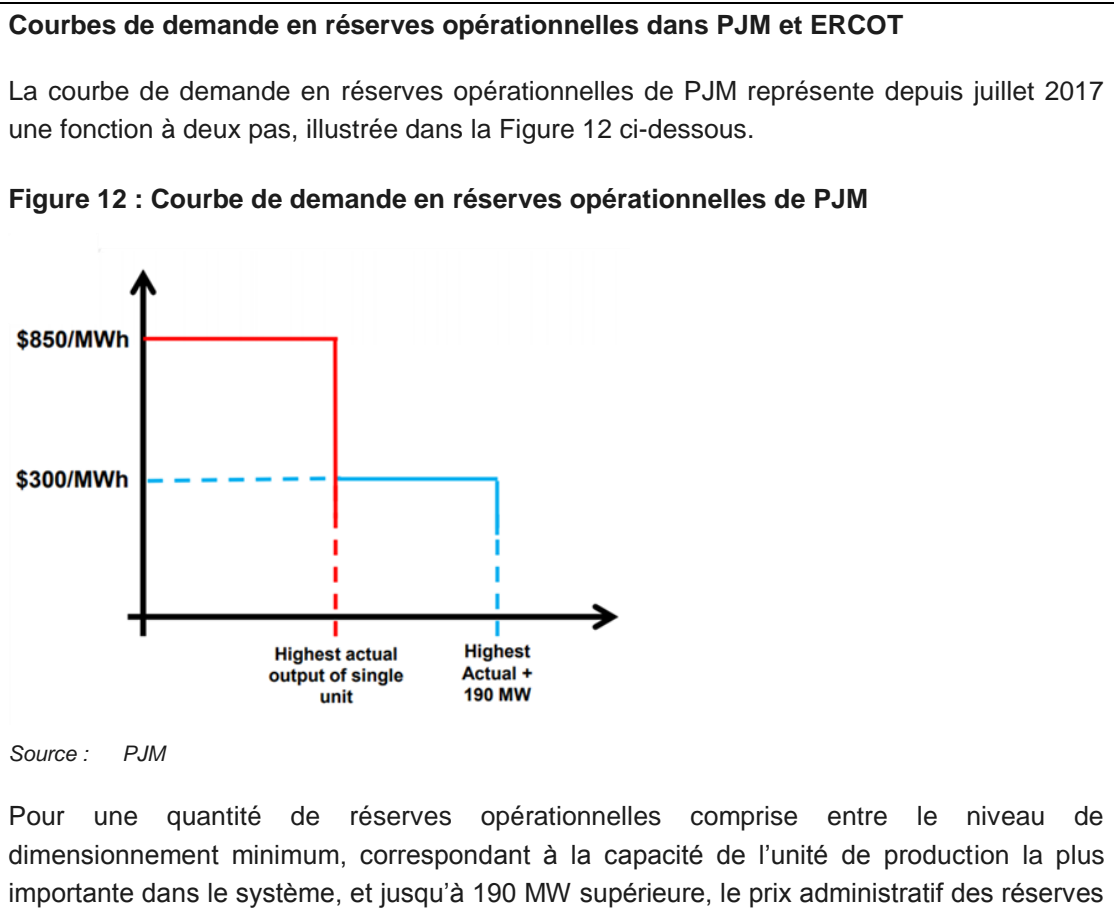 Courbes de demande en réserves opérationnelles dans PJM et ERCOT
La courbe de demande en réserves opérationnelles de PJM représente depuis juillet 2017
une fonction à deux pas, illustrée dans la Figure 12 ci-dessous.
Figure 12 : Courbe de demande en réserves opérationnelles de PJM
$850/MWh
$300/MWh
Highest actual
output of single
unit
Highest
Actual +
190 MW
Source : PJM
Pour une quantité de réserves opérationnelles comprise entre le niveau de
dimensionnement minimum, correspondant à la capacité de l'unité de production la plus
importante dans le système, et jusqu'à 190 MW supérieure, le prix administratif des réserves